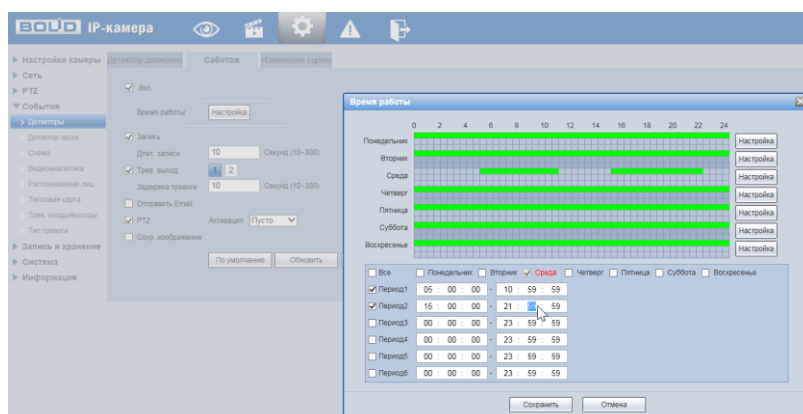 BOLID IP-камера
Настройки камеры
Сеть
PTZ
События
Детекторы
Детектор звука
Схема
Видеоаналитика
Распознавание лиц
Тепловая карта
Трев. входы/выходы
Тип тревоги
Запись и хранение
Система
Информация
Детектор движения Саботаж Изменение сцены
Вкл
Время работы Настройка
Запись
Длит. записи 10 Секунд (10~300)
Трев. выход 1 2
Задержка тревоги 10 Секунд (10~300)
Отправить Email
PTZ Активация Пусто
Сохр. изображение
По умолчанию Обновить
Время работы
0 2 4 6 8 10 12 14 16 18 20 22 24
Понедельник Настройка
Вторник Настройка
Среда Настройка
Четверг Настройка
Пятница Настройка
Суббота Настройка
Воскресенье Настройка
Все Понедельник Вторник Среда Четверг Пятница Суббота Воскресенье
Период1 05 : 00 : 00 - 10 : 59 : 59
Период2 15 : 00 : 00 - 21 : 59 : 59
Период3 00 : 00 : 00 - 23 : 59 : 59
Период4 00 : 00 : 00 - 23 : 59 : 59
Период5 00 : 00 : 00 - 23 : 59 : 59
Период6 00 : 00 : 00 - 23 : 59 : 59
Сохранить Отмена